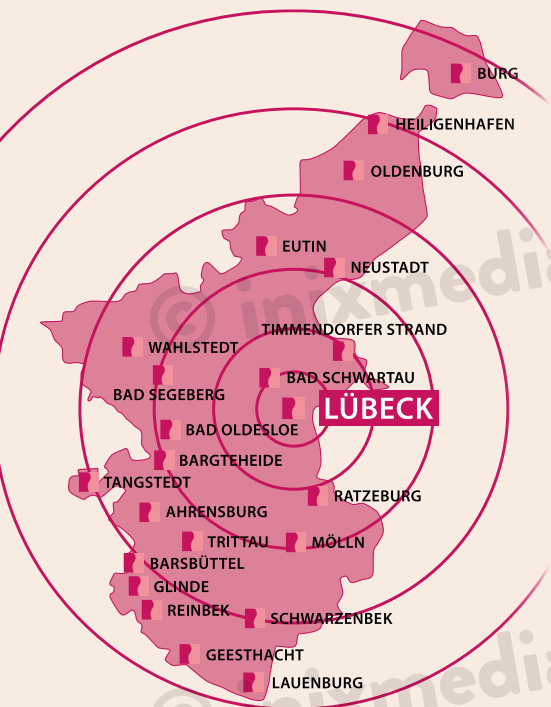 BURG
HEILIGENHAFEN
OLDENBURG
EUTIN
NEUSTADT
© inixmedia
TIMMENDORFER STRAND
WAHLSTEDT
BAD SCHWARTAU
BAD SEGEBERG
LÜBECK
BAD OLDESLOE
BARGTEHEIDE
TANGSTEDT
RATZEBURG
AHRENSBURG
TRITTAU
MÖLLN
BARSBÜTTEL
GLINDE
REINBEK
SCHWARZENBEK
GEESTHACHT
LAUENBURG
© inixmedia